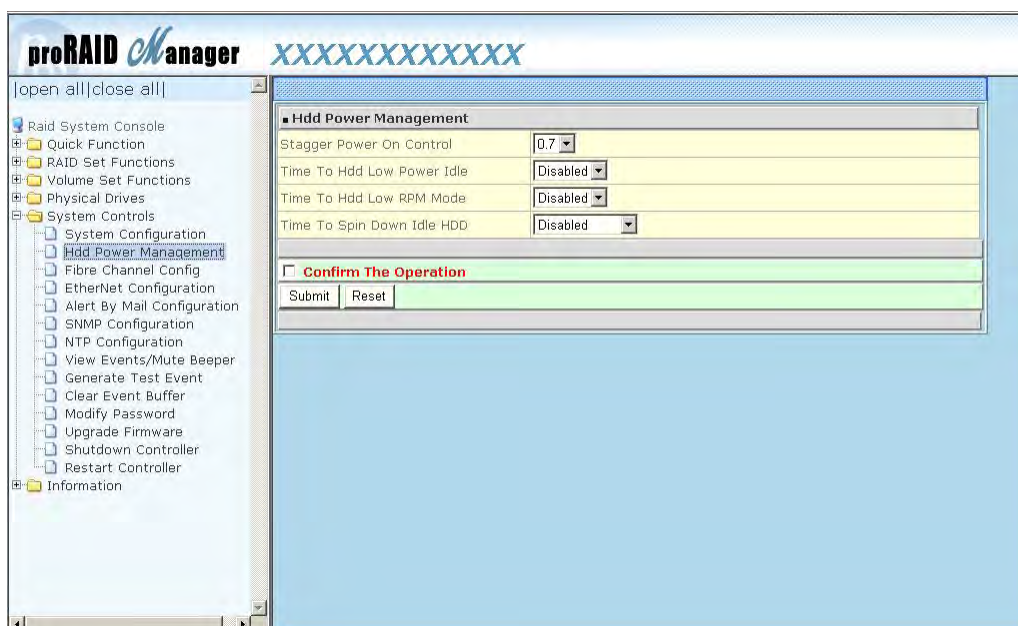 proRAID Manager XXXXXXXXXXXX
|open all|close all|
Raid System Console
Quick Function
RAID Set Functions
Volume Set Functions
Physical Drives
System Controls
System Configuration
Hdd Power Management
Fibre Channel Config
EtherNet Configuration
Alert By Mail Configuration
SNMP Configuration
NTP Configuration
View Events/Mute Beeper
Generate Test Event
Clear Event Buffer
Modify Password
Upgrade Firmware
Shutdown Controller
Restart Controller
Information
Hdd Power Management
Stagger Power On Control 0.7
Time To Hdd Low Power Idle Disabled
Time To Hdd Low RPM Mode Disabled
Time To Spin Down Idle HDD Disabled
Confirm The Operation
Submit Reset